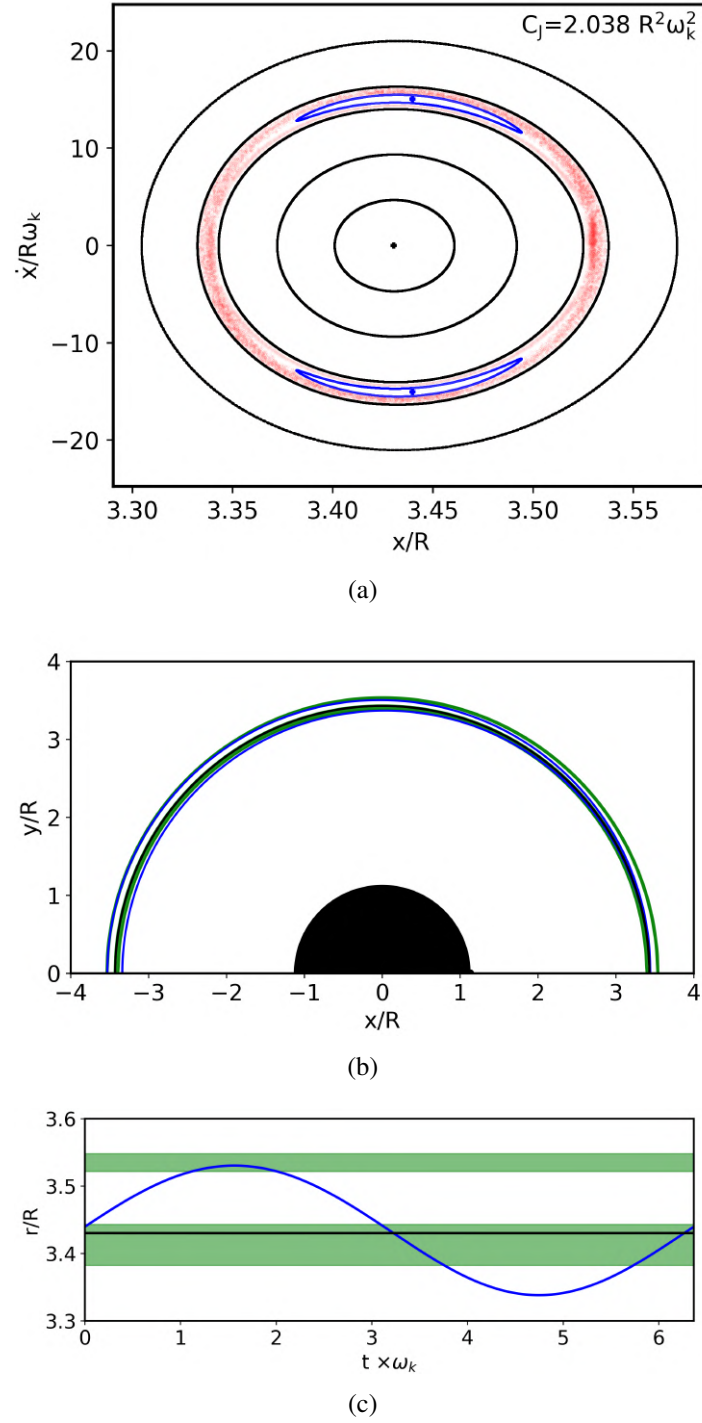 C_J=2.038 R²ω_k²
20
10
0
−10
−20
ẋ/Rω_k
3.30 3.35 3.40 3.45 3.50 3.55
x/R
(a)
4
3
2
1
0
y/R
−4 −3 −2 −1 0 1 2 3 4
x/R
(b)
3.6
3.5
3.4
3.3
r/R
0 1 2 3 4 5 6
t ×ω_k
(c)